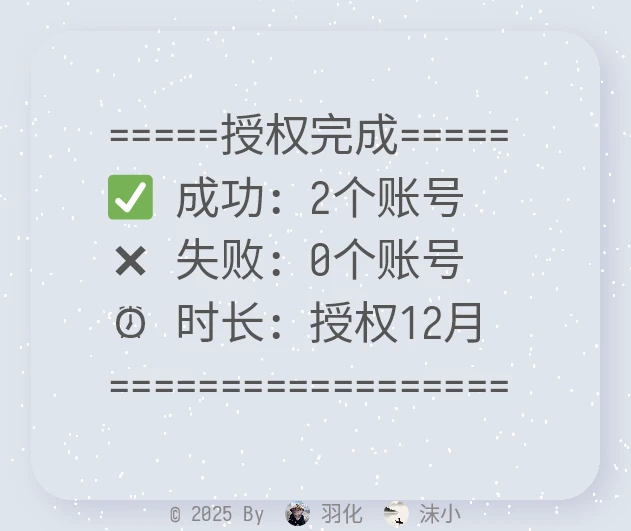 =====授权完成=====
✅ 成功: 2个账号
❌ 失败: 0个账号
⏰ 时长: 授权12月
==================
© 2025 By 羽化 沫小